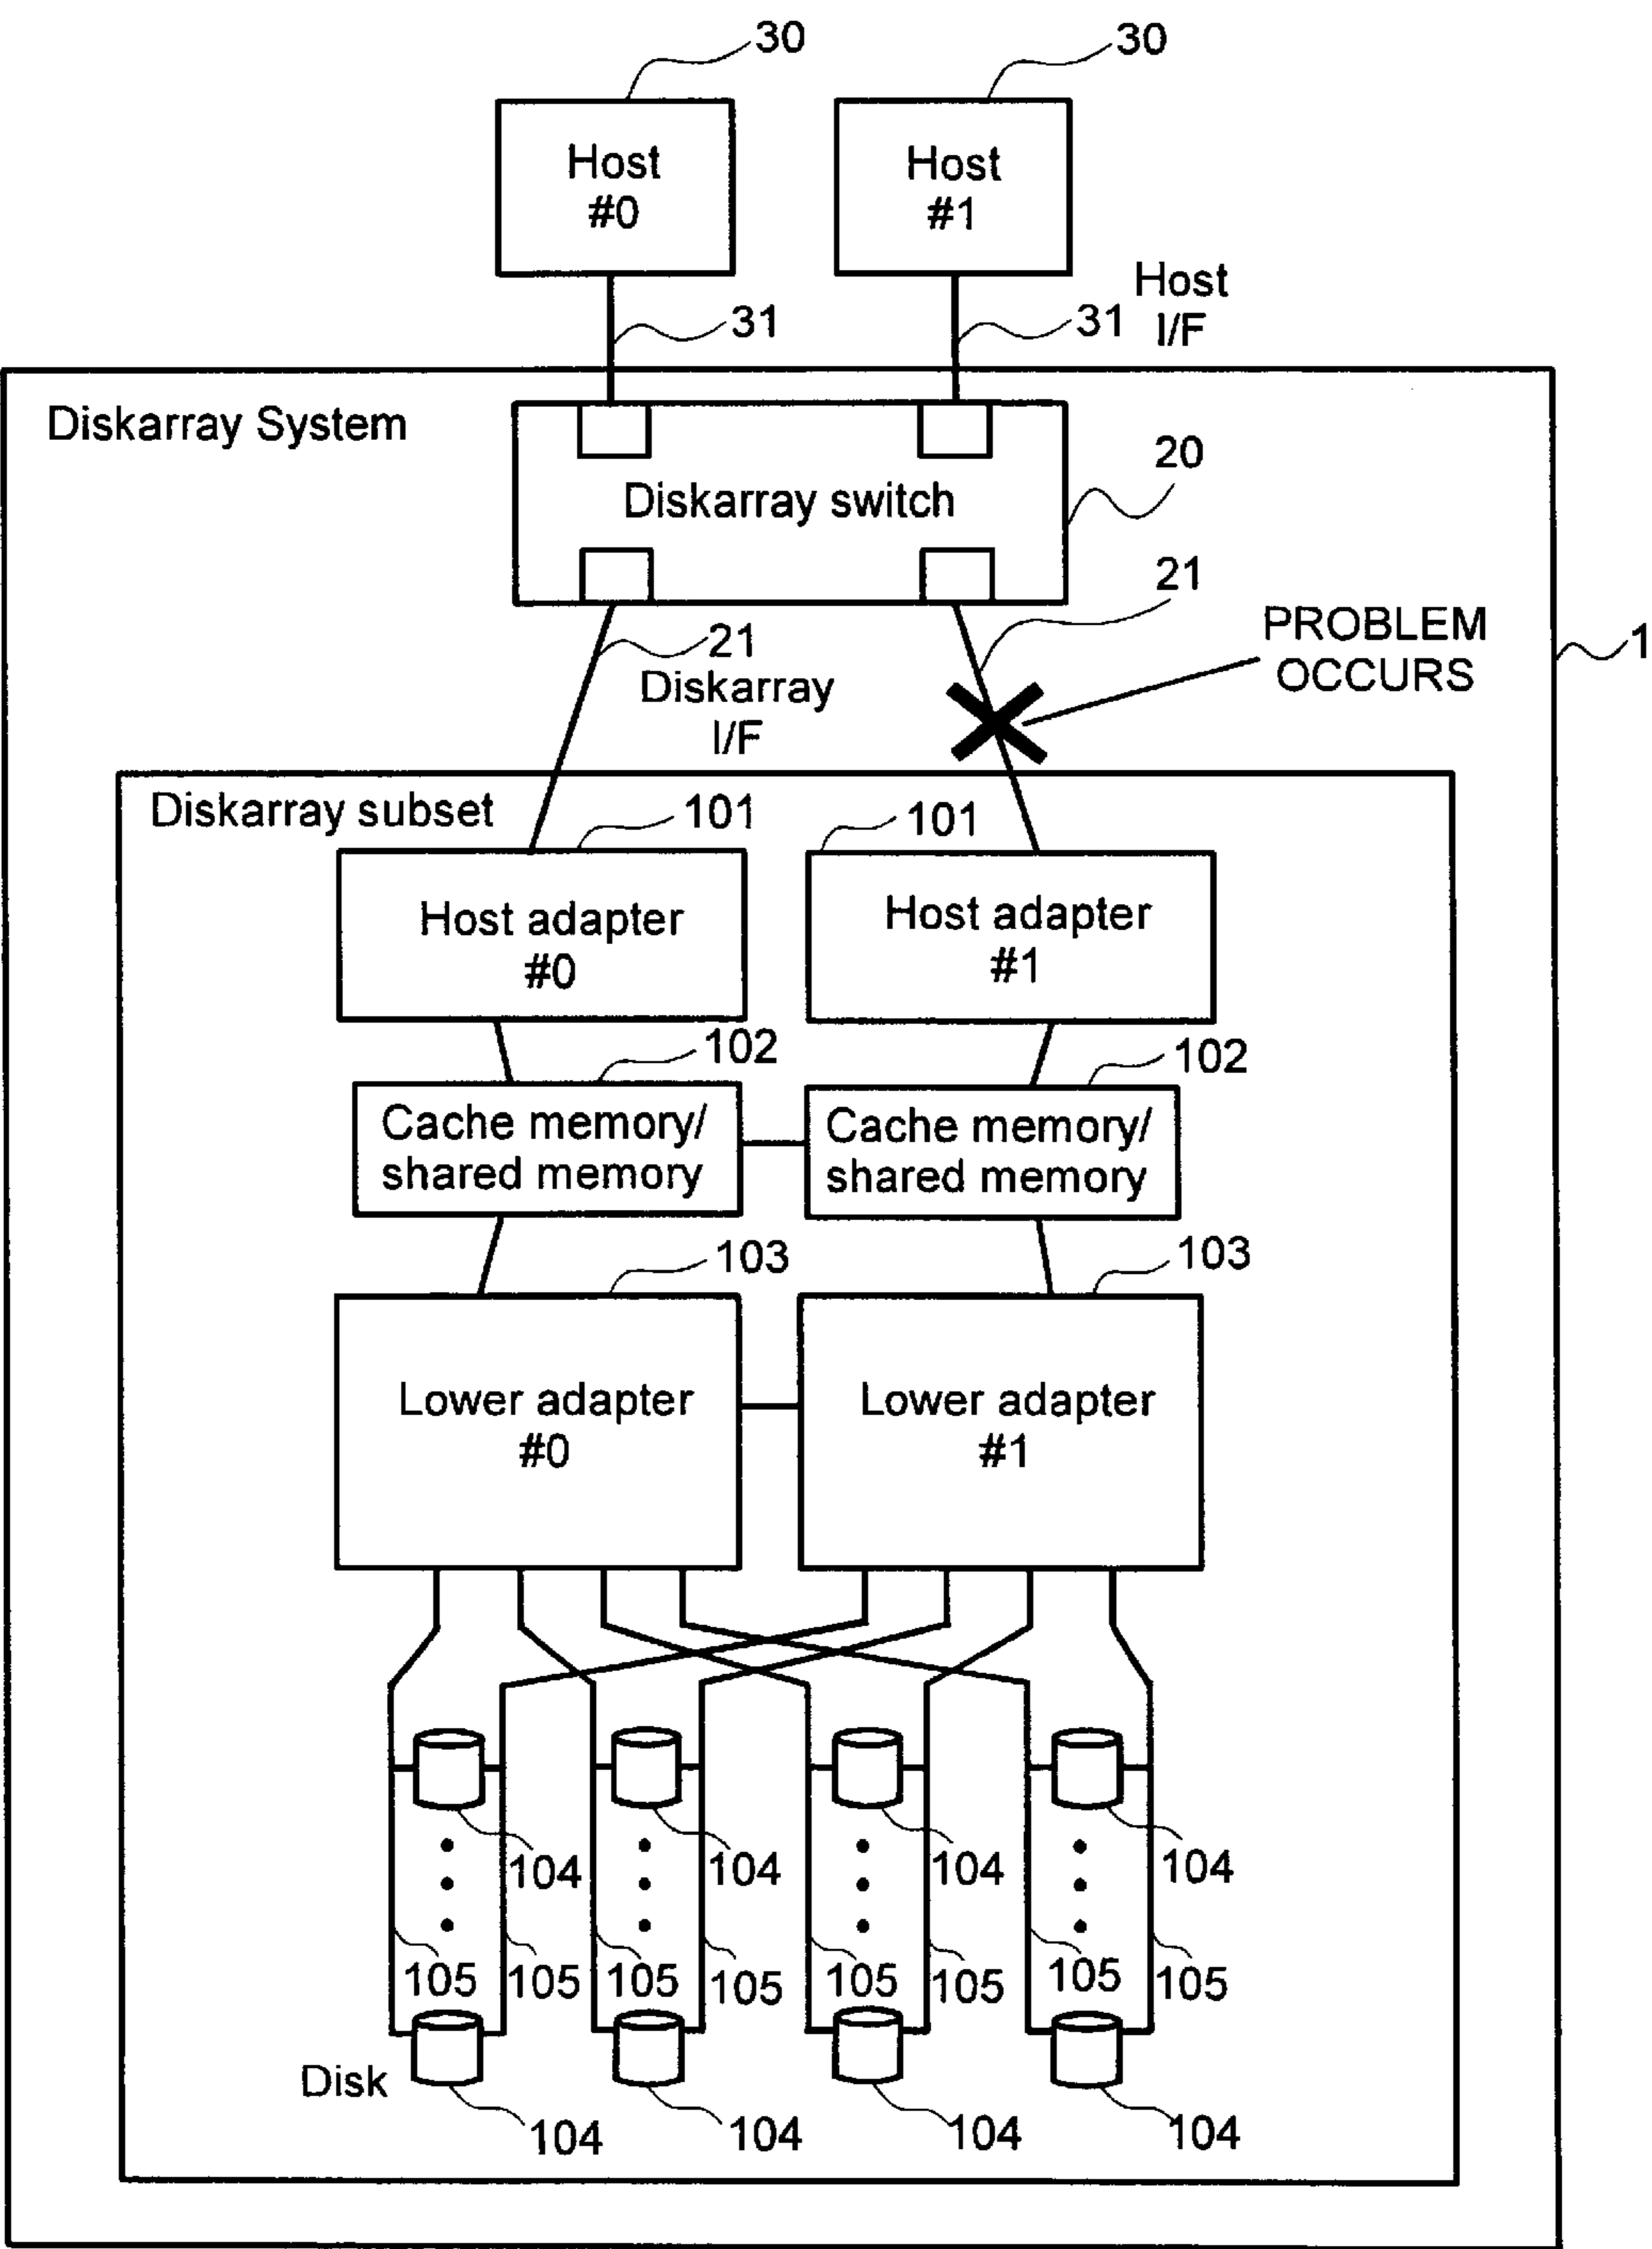 30
30
Host
#0
Host
#1
31
31
Host
I/F
Diskarray System
20
Diskarray switch
21
21
Diskarray
I/F
PROBLEM
OCCURS
1
Diskarray subset
101
101
Host adapter
#0
Host adapter
#1
102
102
Cache memory/
shared memory
Cache memory/
shared memory
103
103
Lower adapter
#0
Lower adapter
#1
104
104
104
104
105
105
105
105
105
105
105
105
Disk
104
104
104
104